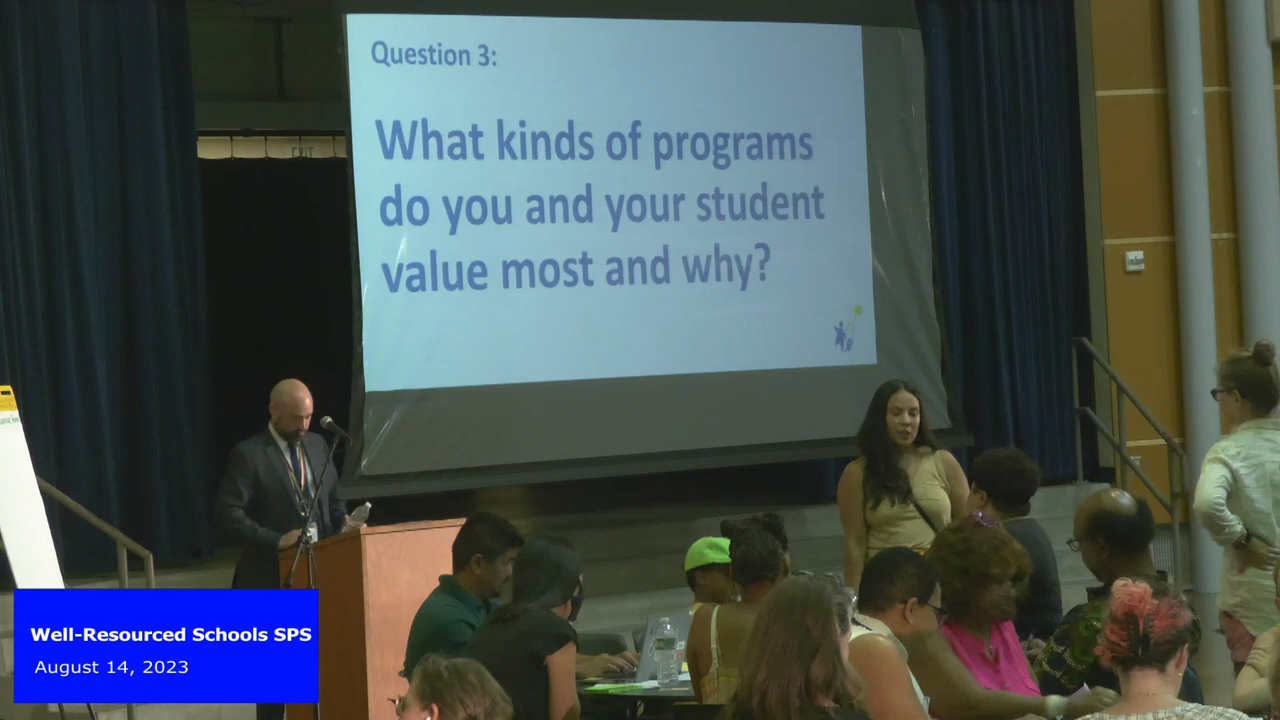 Question 3:
What kinds of programs
do you and your student
value most and why?
EXIT
Well-Resourced Schools SPS
August 14, 2023